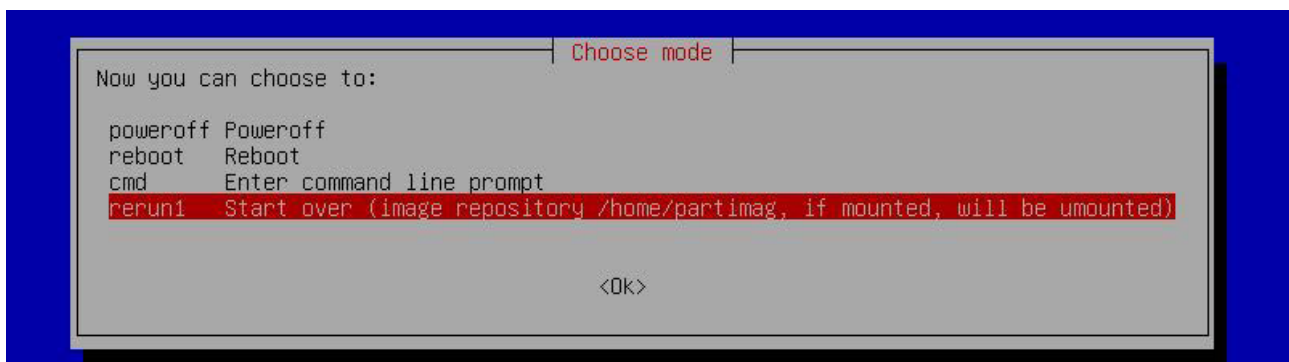 Choose mode
Now you can choose to:
poweroff Poweroff
reboot Reboot
cmd Enter command line prompt
rerun1 Start over (image repository /home/partimag, if mounted, will be umounted)
<Ok>